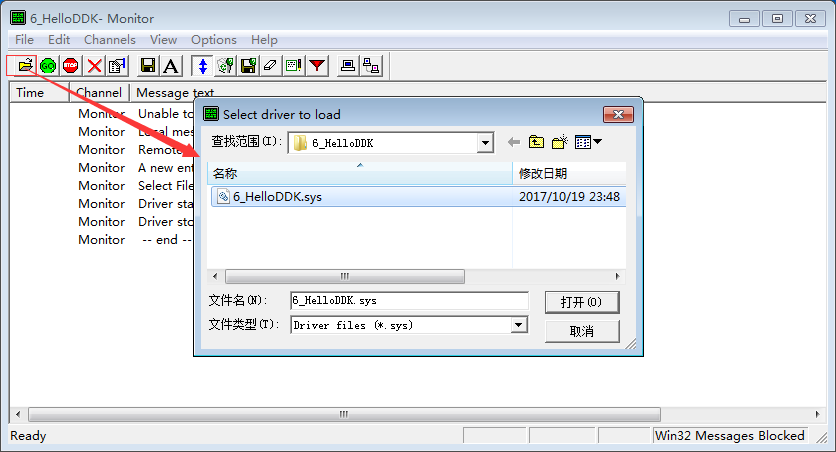 6_HelloDDK- Monitor
File Edit Channels View Options Help
GO STOP A
Time Channel Message text
Monitor Unable to
Monitor Local mes
Monitor Remote
Monitor A new ent
Monitor Select File
Monitor Driver sta
Monitor Driver sto
Monitor -- end --
Select driver to load
查找范围(I): 6_HelloDDK
名称 修改日期
6_HelloDDK.sys 2017/10/19 23:48
文件名(N): 6_HelloDDK.sys 打开(O)
文件类型(T): Driver files (*.sys) 取消
Ready Win32 Messages Blocked